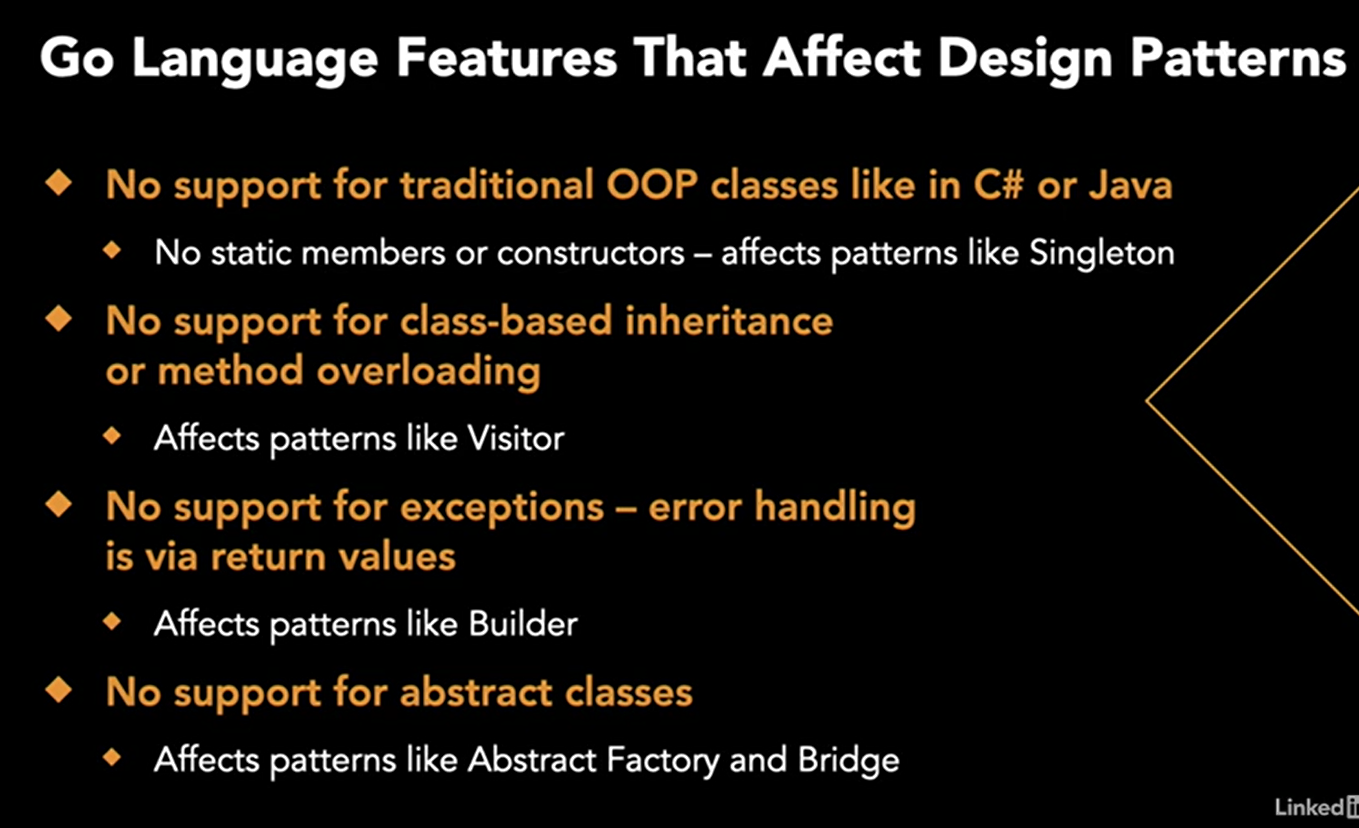 Go Language Features That Affect Design Patterns
No support for traditional OOP classes like in C# or Java
No static members or constructors – affects patterns like Singleton
No support for class-based inheritance
or method overloading
Affects patterns like Visitor
No support for exceptions – error handling
is via return values
Affects patterns like Builder
No support for abstract classes
Affects patterns like Abstract Factory and Bridge
Linked